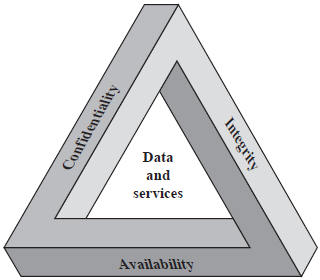 Confidentiality
Integrity
Data
and
services
Availability